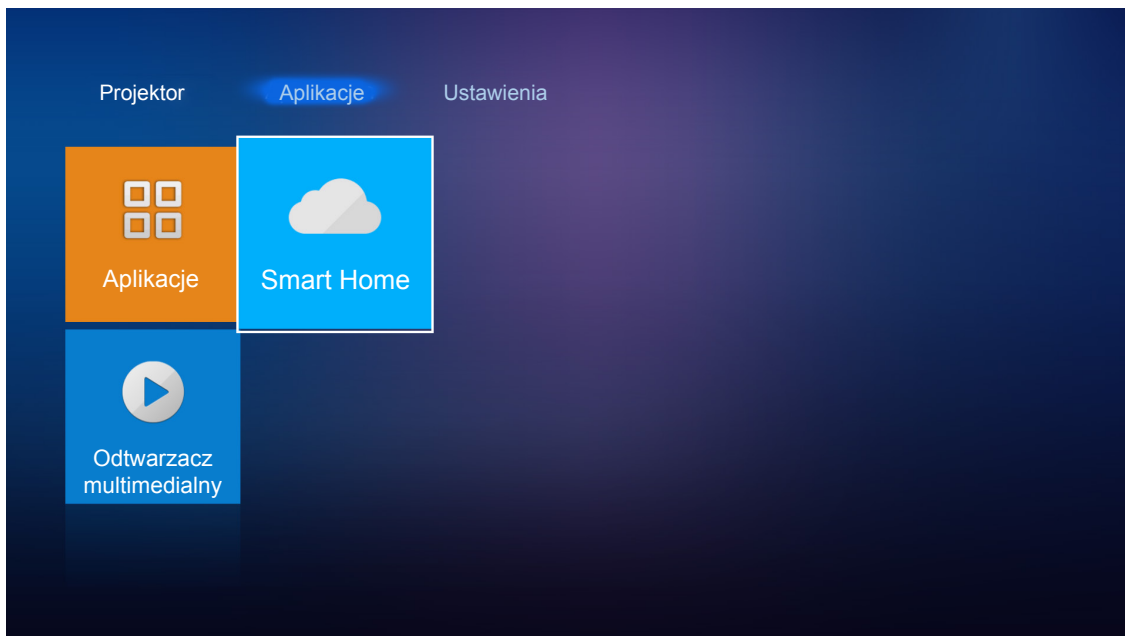 Projektor Aplikacje Ustawienia
Aplikacje
Smart Home
Odtwarzacz
multimedialny